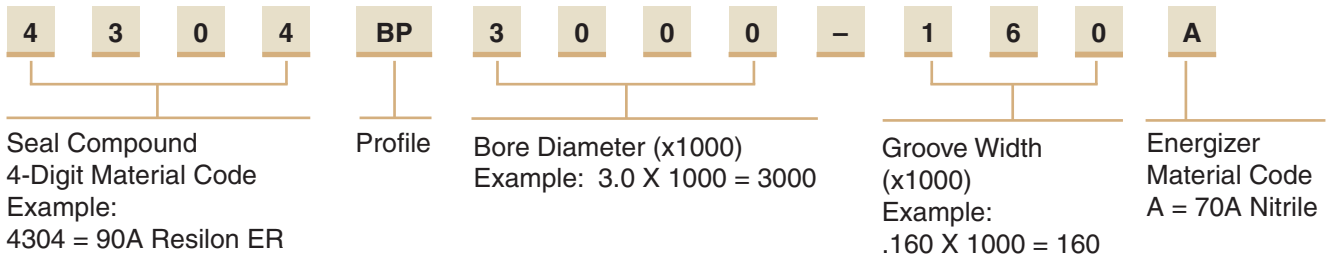 4 3 0 4 BP 3 0 0 0 – 1 6 0 A
Seal Compound
4-Digit Material Code
Example:
4304 = 90A Resilon ER
Profile
Bore Diameter (x1000)
Example: 3.0 X 1000 = 3000
Groove Width
(x1000)
Example:
.160 X 1000 = 160
Energizer
Material Code
A = 70A Nitrile